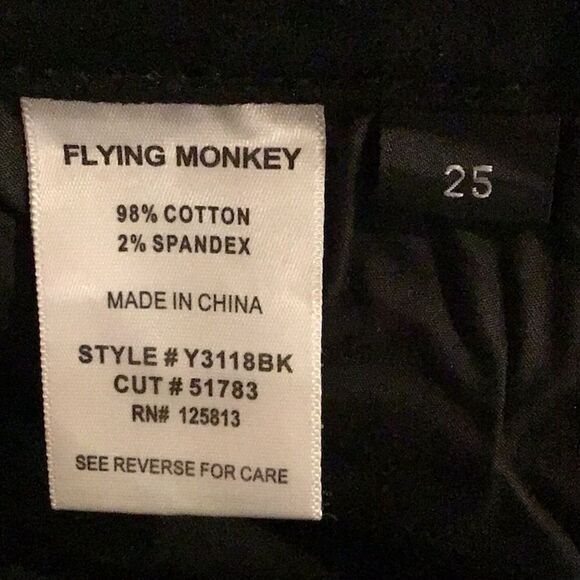 FLYING MONKEY
98% COTTON
2% SPANDEX
MADE IN CHINA
STYLE # Y3118BK
CUT # 51783
RN# 125813
SEE REVERSE FOR CARE
25